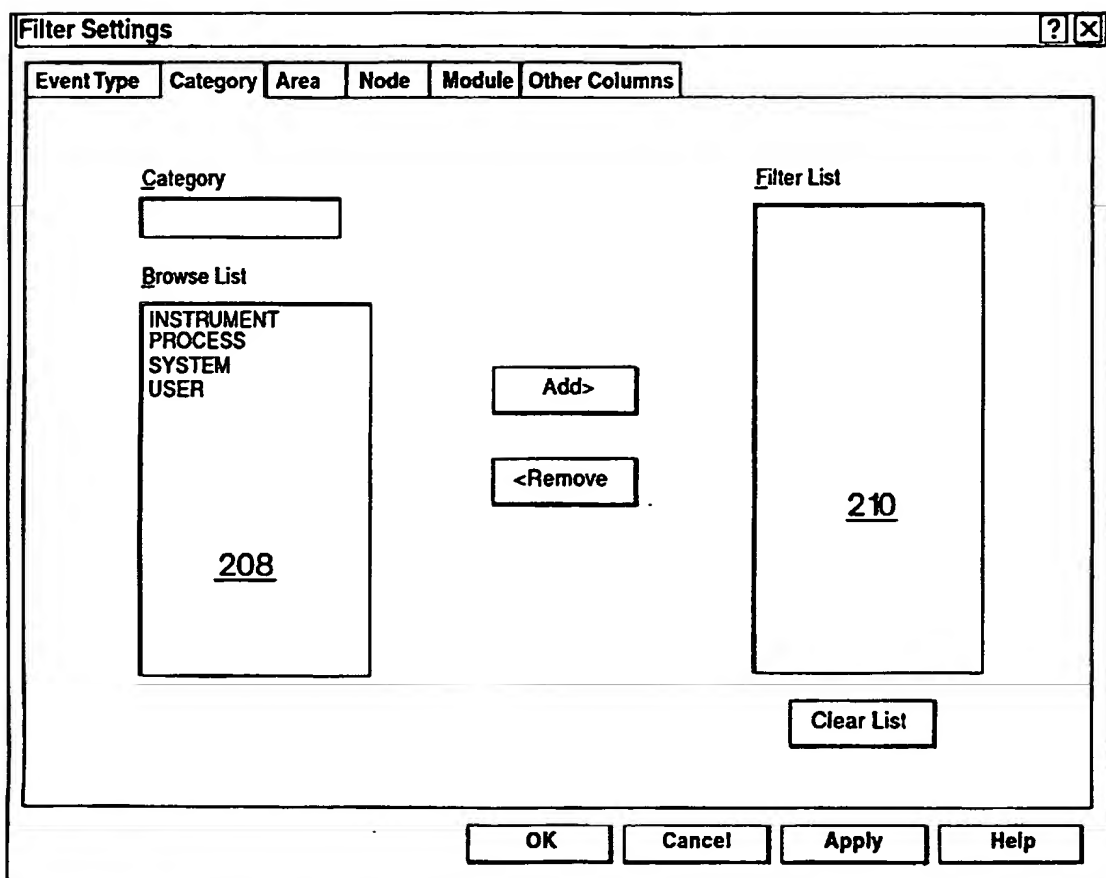 Filter Settings ? X
Event Type Category Area Node Module Other Columns
Category
Filter List
Browse List
INSTRUMENT
PROCESS
SYSTEM
USER
Add>
<Remove
210
208
Clear List
OK Cancel Apply Help